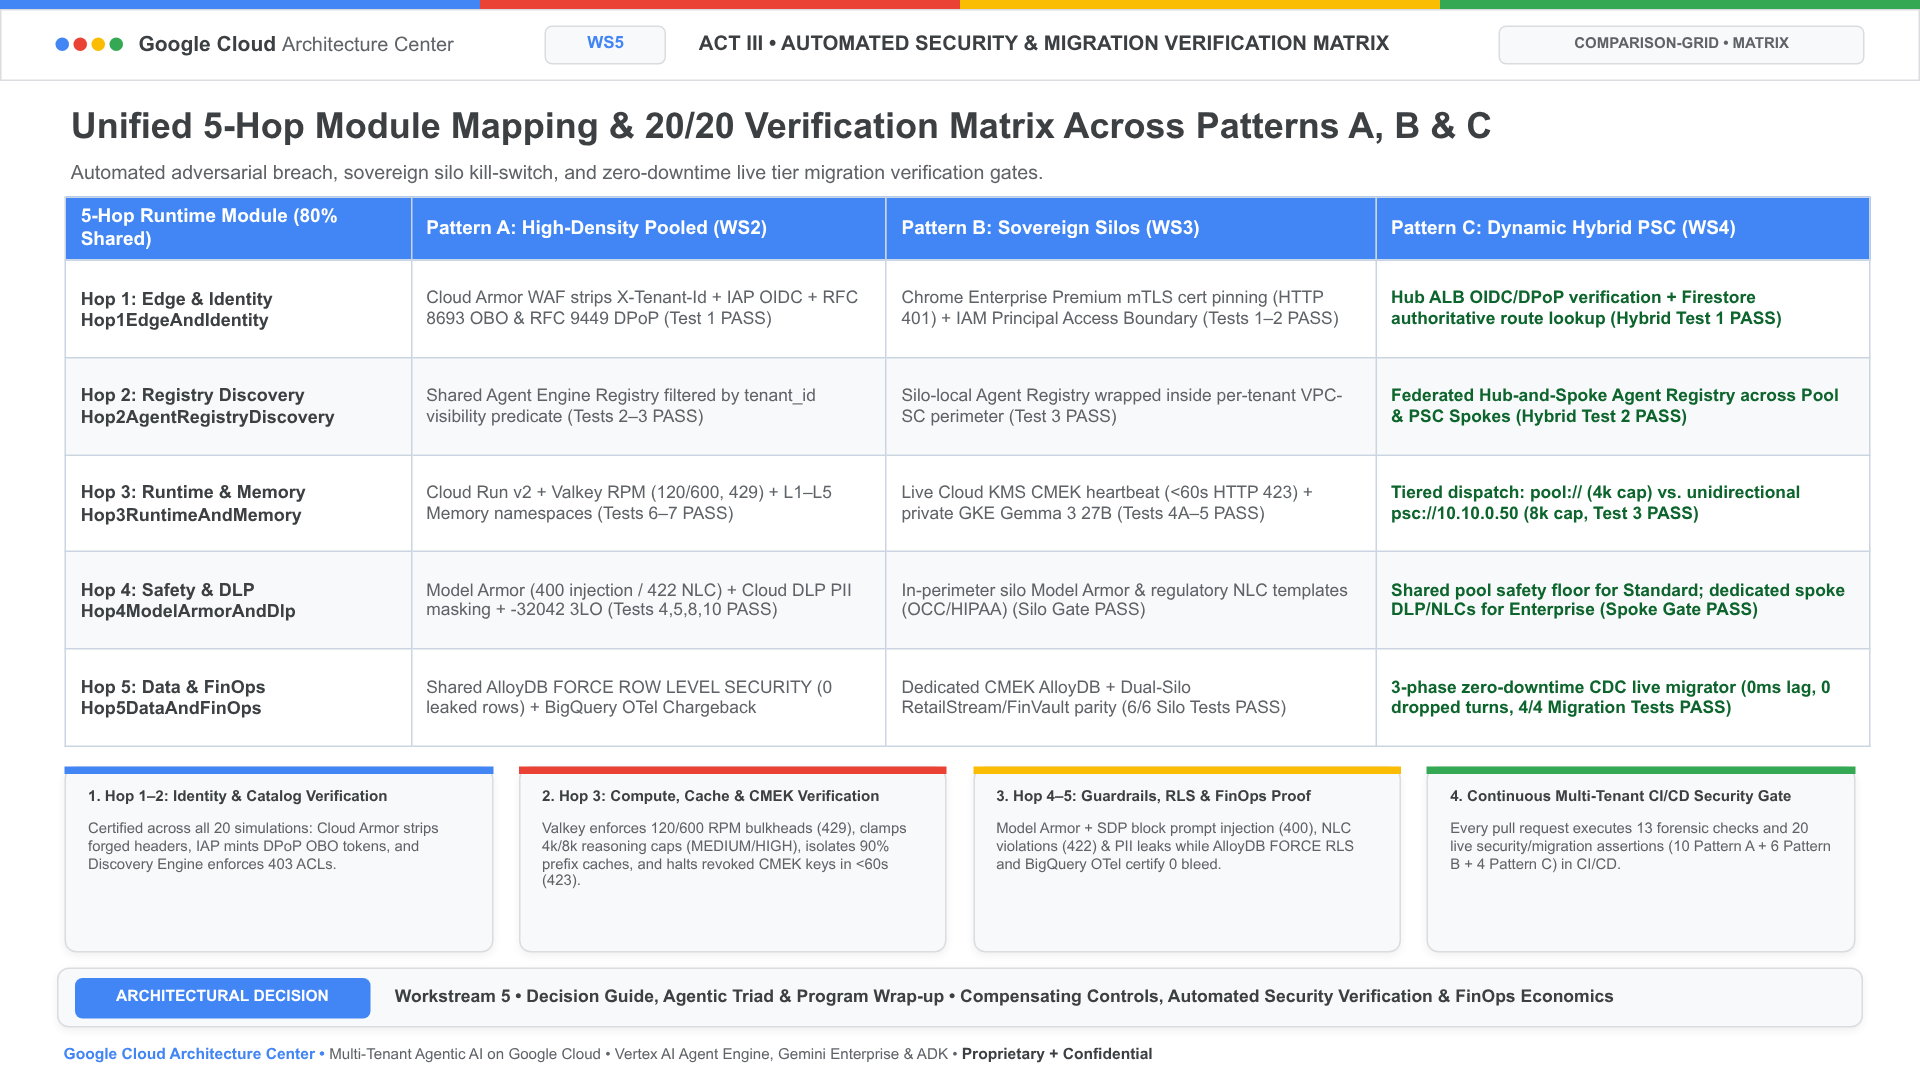 Google Cloud Architecture Center
WS5
ACT III • AUTOMATED SECURITY & MIGRATION VERIFICATION MATRIX
COMPARISON-GRID • MATRIX
Unified 5-Hop Module Mapping & 20/20 Verification Matrix Across Patterns A, B & C
Automated adversarial breach, sovereign silo kill-switch, and zero-downtime live tier migration verification gates.
5-Hop Runtime Module (80%
Shared)
Pattern A: High-Density Pooled (WS2)
Pattern B: Sovereign Silos (WS3)
Pattern C: Dynamic Hybrid PSC (WS4)
Hop 1: Edge & Identity
Hop1EdgeAndIdentity
Cloud Armor WAF strips X-Tenant-Id + IAP OIDC + RFC
8693 OBO & RFC 9449 DPoP (Test 1 PASS)
Chrome Enterprise Premium mTLS cert pinning (HTTP
401) + IAM Principal Access Boundary (Tests 1–2 PASS)
Hub ALB OIDC/DPoP verification + Firestore
authoritative route lookup (Hybrid Test 1 PASS)
Hop 2: Registry Discovery
Hop2AgentRegistryDiscovery
Shared Agent Engine Registry filtered by tenant_id
visibility predicate (Tests 2–3 PASS)
Silo-local Agent Registry wrapped inside per-tenant VPC-
SC perimeter (Test 3 PASS)
Federated Hub-and-Spoke Agent Registry across Pool
& PSC Spokes (Hybrid Test 2 PASS)
Hop 3: Runtime & Memory
Hop3RuntimeAndMemory
Cloud Run v2 + Valkey RPM (120/600, 429) + L1–L5
Memory namespaces (Tests 6–7 PASS)
Live Cloud KMS CMEK heartbeat (<60s HTTP 423) +
private GKE Gemma 3 27B (Tests 4A–5 PASS)
Tiered dispatch: pool:// (4k cap) vs. unidirectional
psc://10.10.0.50 (8k cap, Test 3 PASS)
Hop 4: Safety & DLP
Hop4ModelArmorAndDlp
Model Armor (400 injection / 422 NLC) + Cloud DLP PII
masking + -32042 3LO (Tests 4,5,8,10 PASS)
In-perimeter silo Model Armor & regulatory NLC templates
(OCC/HIPAA) (Silo Gate PASS)
Shared pool safety floor for Standard; dedicated spoke
DLP/NLCs for Enterprise (Spoke Gate PASS)
Hop 5: Data & FinOps
Hop5DataAndFinOps
Shared AlloyDB FORCE ROW LEVEL SECURITY (0
leaked rows) + BigQuery OTel Chargeback
Dedicated CMEK AlloyDB + Dual-Silo
RetailStream/FinVault parity (6/6 Silo Tests PASS)
3-phase zero-downtime CDC live migrator (0ms lag, 0
dropped turns, 4/4 Migration Tests PASS)
1. Hop 1–2: Identity & Catalog Verification
Certified across all 20 simulations: Cloud Armor strips
forged headers, IAP mints DPoP OBO tokens, and
Discovery Engine enforces 403 ACLs.
2. Hop 3: Compute, Cache & CMEK Verification
Valkey enforces 120/600 RPM bulkheads (429), clamps
4k/8k reasoning caps (MEDIUM/HIGH), isolates 90%
prefix caches, and halts revoked CMEK keys in <60s
(423).
3. Hop 4–5: Guardrails, RLS & FinOps Proof
Model Armor + SDP block prompt injection (400), NLC
violations (422) & PII leaks while AlloyDB FORCE RLS
and BigQuery OTel certify 0 bleed.
4. Continuous Multi-Tenant CI/CD Security Gate
Every pull request executes 13 forensic checks and 20
live security/migration assertions (10 Pattern A + 6 Pattern
B + 4 Pattern C) in CI/CD.
ARCHITECTURAL DECISION
Workstream 5 • Decision Guide, Agentic Triad & Program Wrap-up • Compensating Controls, Automated Security Verification & FinOps Economics
Google Cloud Architecture Center • Multi-Tenant Agentic AI on Google Cloud • Vertex AI Agent Engine, Gemini Enterprise & ADK • Proprietary + Confidential